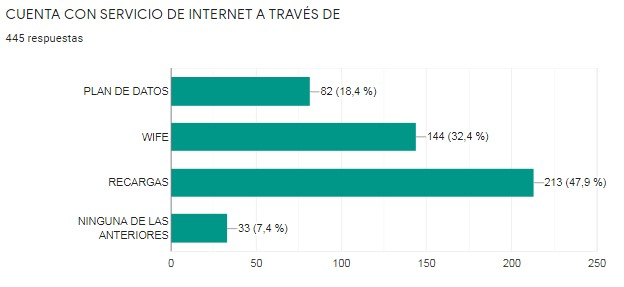 CUENTA CON SERVICIO DE INTERNET A TRAVÉS DE
445 respuestas
PLAN DE DATOS
82 (18,4 %)
WIFE
144 (32,4 %)
RECARGAS
213 (47,9 %)
NINGUNA DE LAS
ANTERIORES
33 (7,4 %)
0 50 100 150 200 250